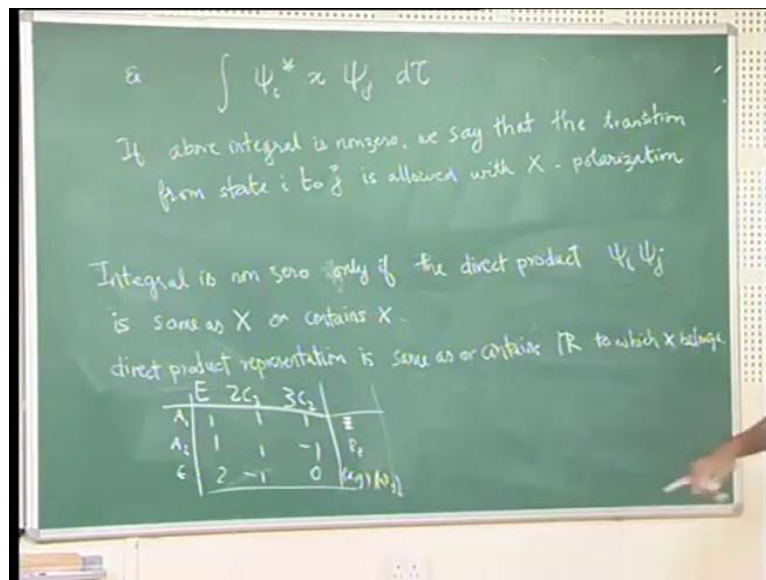 ∫ ψᵢ* x ψⱼ dτ
If above integral is nonzero, we say that the transition
from state i to j is allowed with X - polarization
Integral is non zero only if the direct product ψᵢ ψⱼ
is same as X or contains X.
direct product representation is same as or contains IR to which x belongs
E 2C₃ 3C₂
A₁ 1 1 1 z
A₂ 1 1 -1 R_z
E 2 -1 0